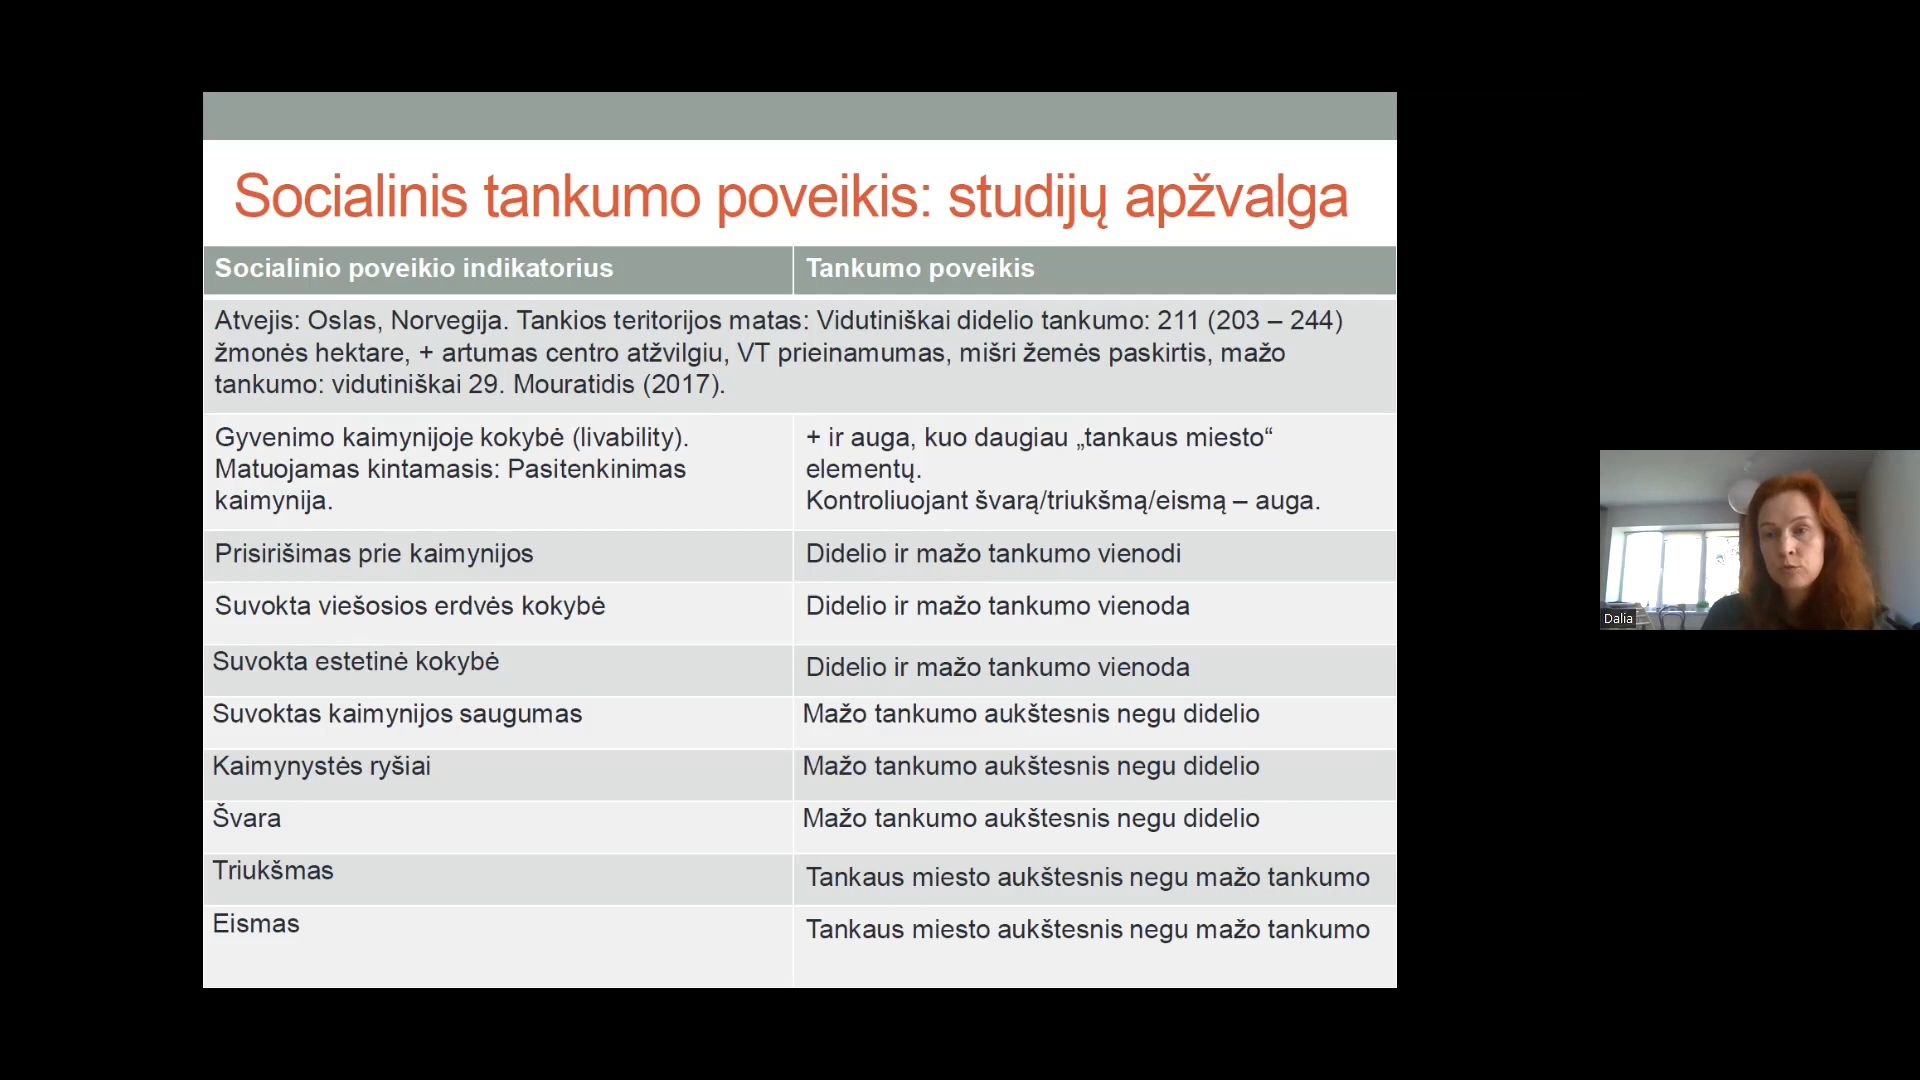 Socialinis tankumo poveikis: studijų apžvalga
Socialinio poveikio indikatorius
Tankumo poveikis
Atvejis: Oslas, Norvegija. Tankios teritorijos matas: Vidutiniškai didelio tankumo: 211 (203 – 244)
žmonės hektare, + artumas centro atžvilgiu, VT prieinamumas, mišri žemės paskirtis, mažo
tankumo: vidutiniškai 29. Mouratidis (2017).
Gyvenimo kaimynijoje kokybė (livability).
Matuojamas kintamasis: Pasitenkinimas
kaimynija.
+ ir auga, kuo daugiau „tankaus miesto“
elementų.
Kontroliuojant švarą/triukšmą/eismą – auga.
Prisirišimas prie kaimynijos
Didelio ir mažo tankumo vienodi
Suvokta viešosios erdvės kokybė
Didelio ir mažo tankumo vienoda
Suvokta estetinė kokybė
Didelio ir mažo tankumo vienoda
Suvoktas kaimynijos saugumas
Mažo tankumo aukštesnis negu didelio
Kaimynystės ryšiai
Mažo tankumo aukštesnis negu didelio
Švara
Mažo tankumo aukštesnis negu didelio
Triukšmas
Tankaus miesto aukštesnis negu mažo tankumo
Eismas
Tankaus miesto aukštesnis negu mažo tankumo
Dalia